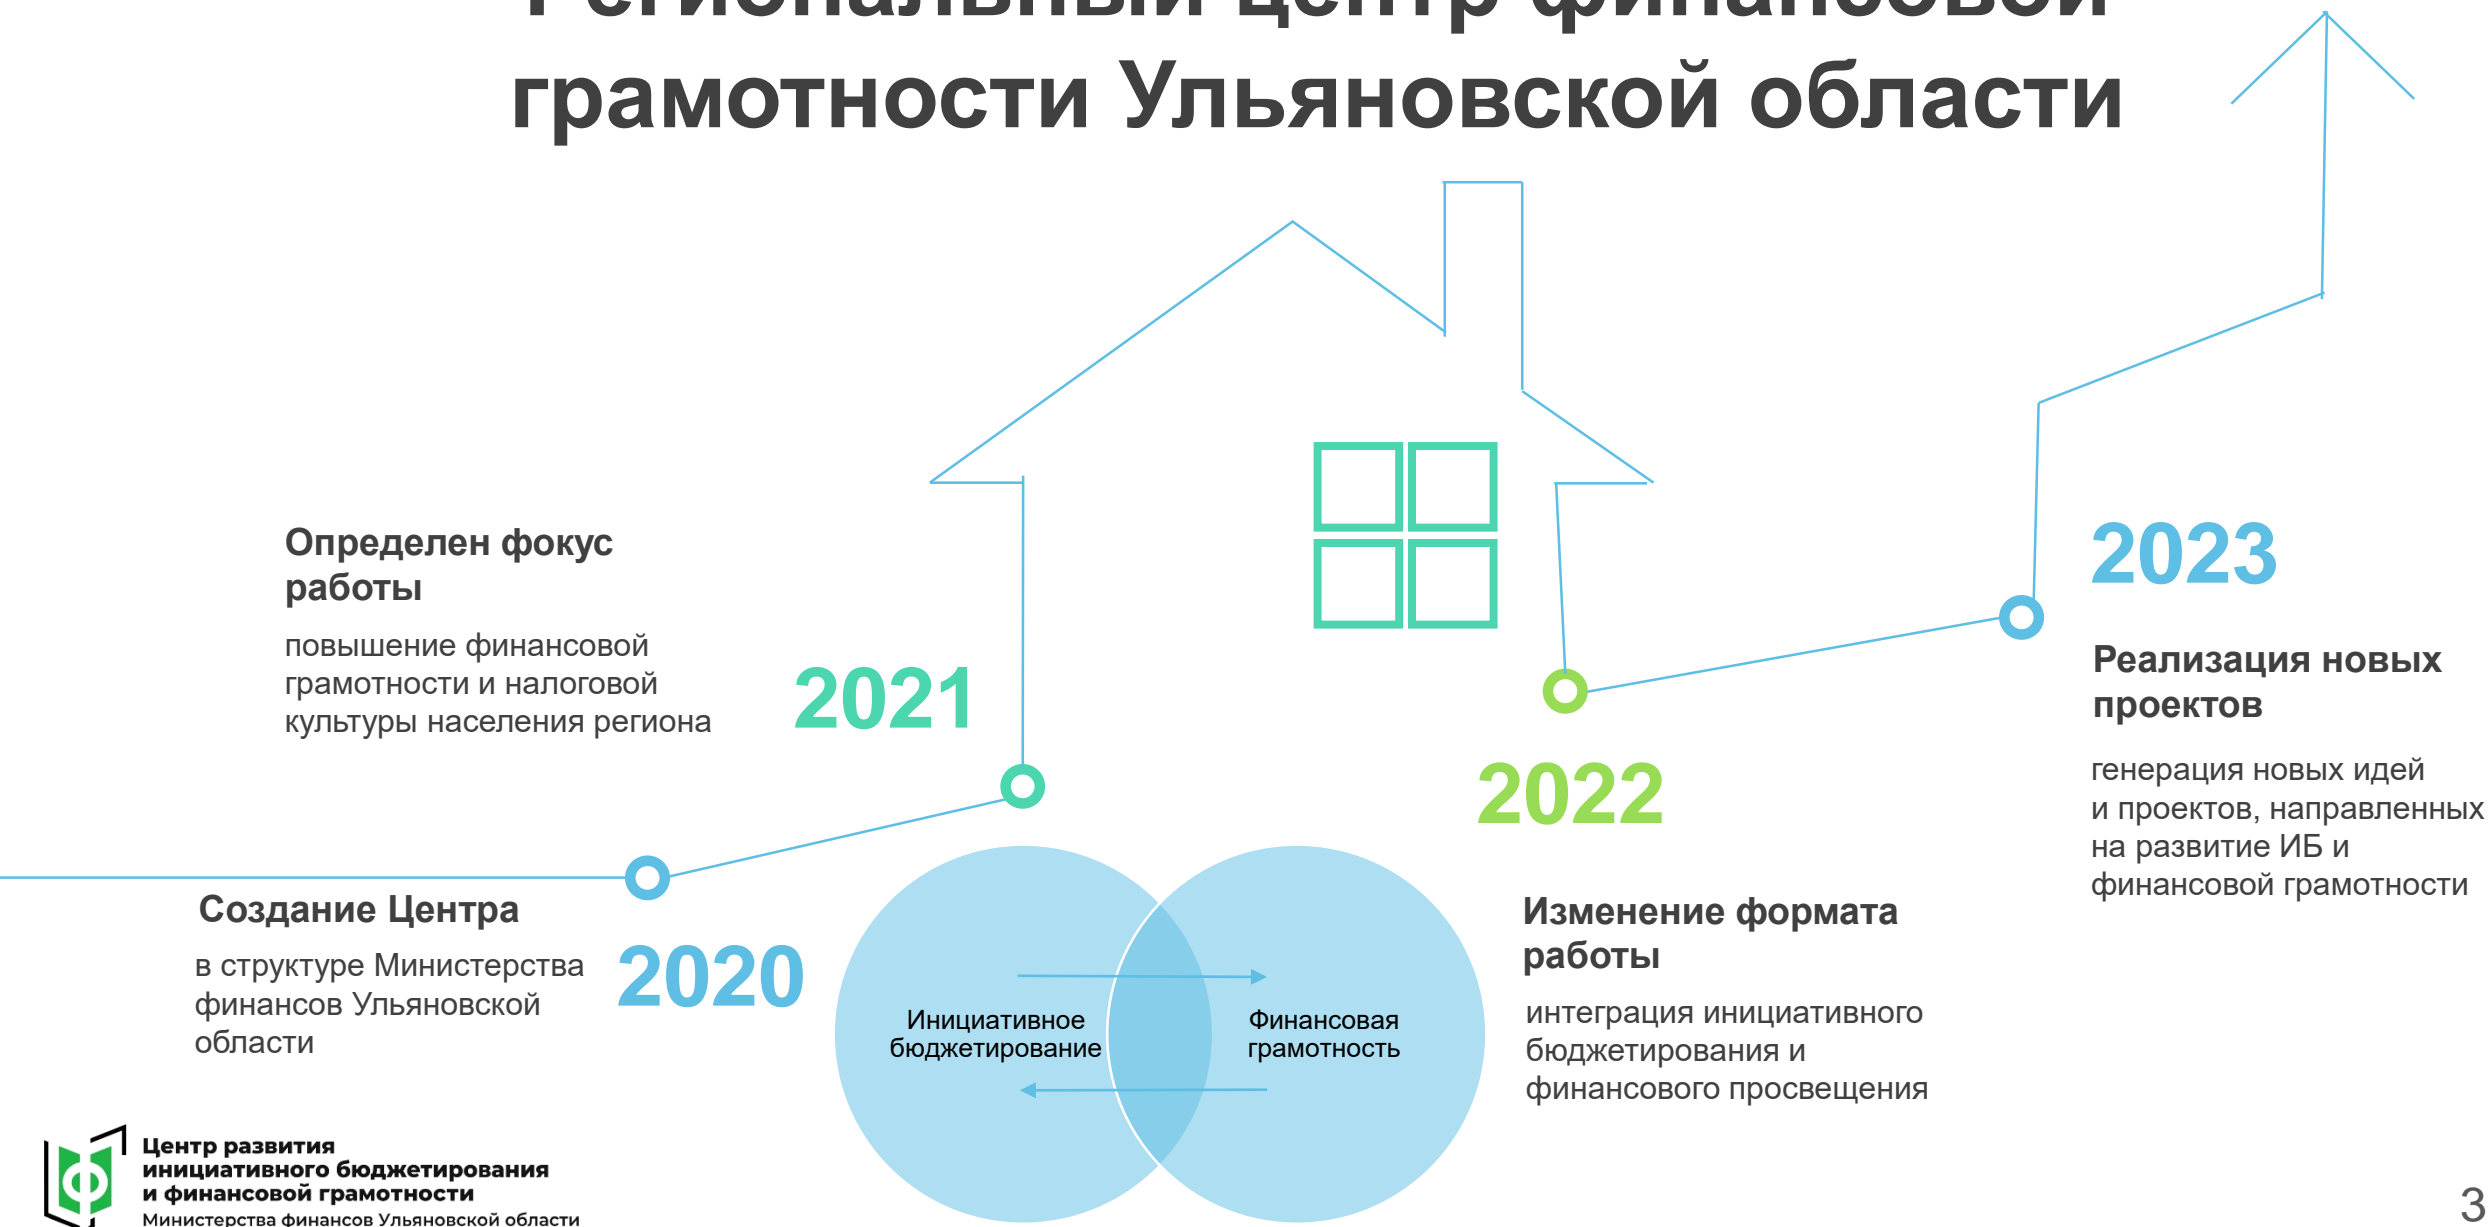 Региональный центр финансовой
грамотности Ульяновской области
Определен фокус
работы
повышение финансовой
грамотности и налоговой
культуры населения региона
2021
Создание Центра
в структуре Министерства
финансов Ульяновской
области
2020
Инициативное
бюджетирование
Финансовая
грамотность
2022
Изменение формата
работы
интеграция инициативного
бюджетирования и
финансового просвещения
2023
Реализация новых
проектов
генерация новых идей
и проектов, направленных
на развитие ИБ и
финансовой грамотности
Центр развития
инициативного бюджетирования
и финансовой грамотности
Министерства финансов Ульяновской области
3